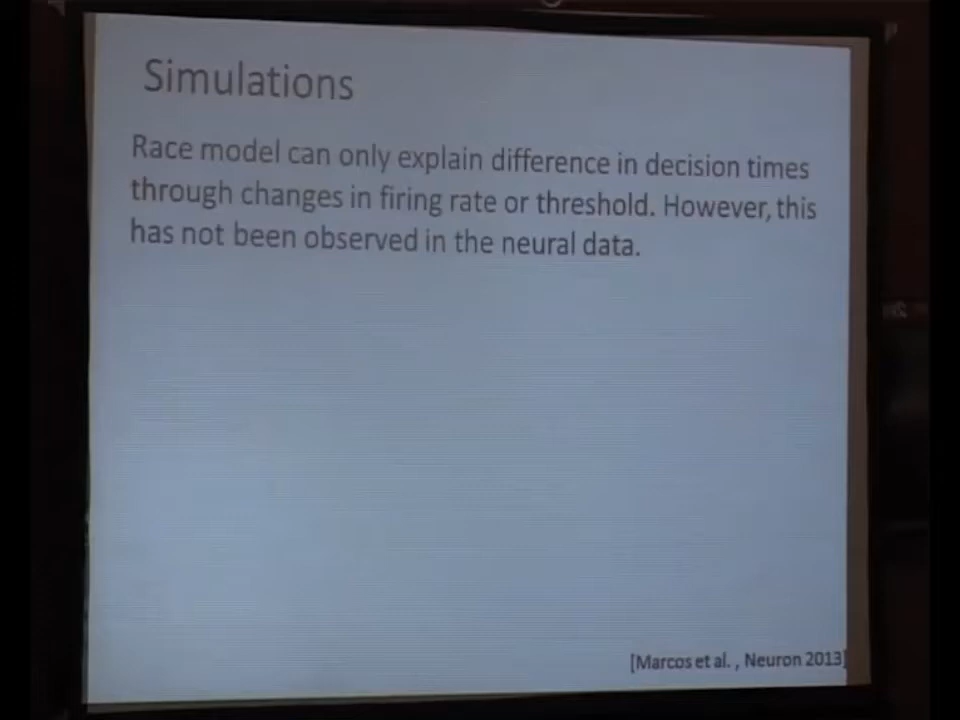 Simulations
Race model can only explain difference in decision times
through changes in firing rate or threshold. However, this
has not been observed in the neural data.
[Marcos et al. , Neuron 2013]